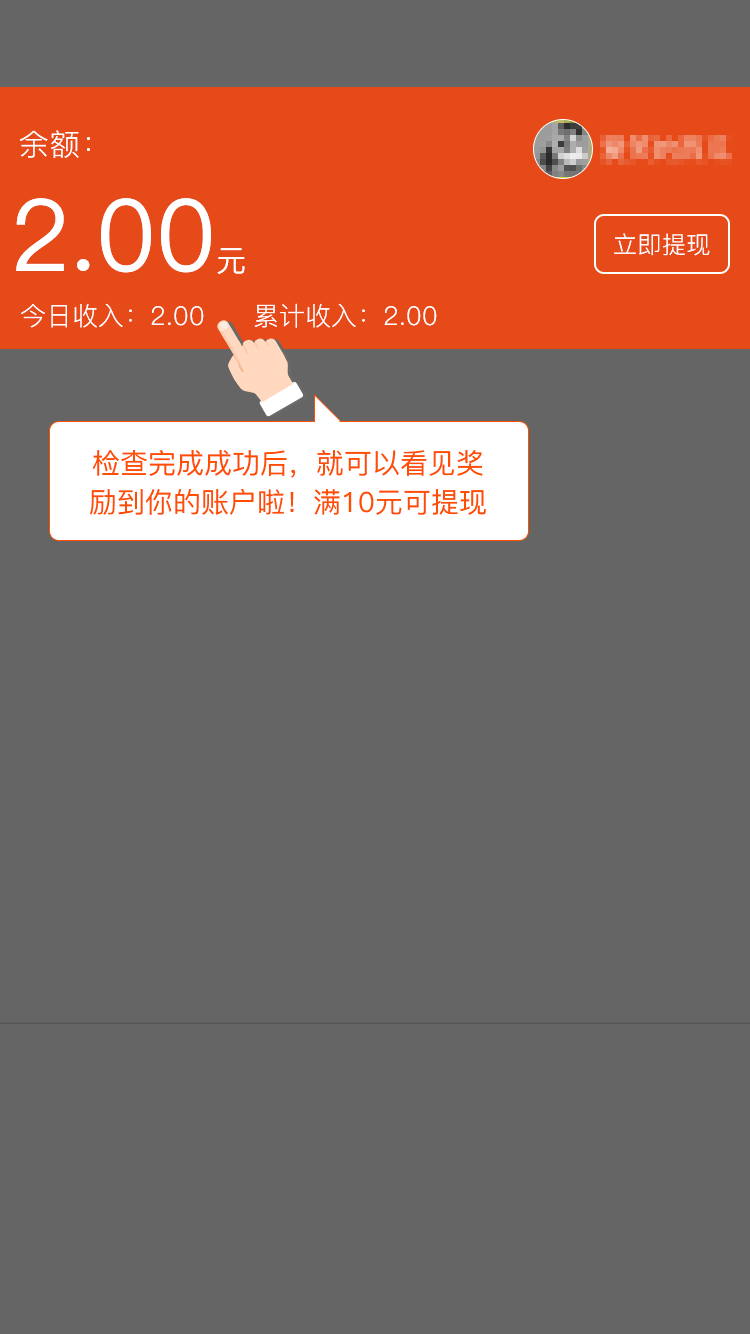 余额：
2.00元
立即提现
今日收入：2.00 累计收入：2.00
检查完成成功后，就可以看见奖
励到你的账户啦！满10元可提现